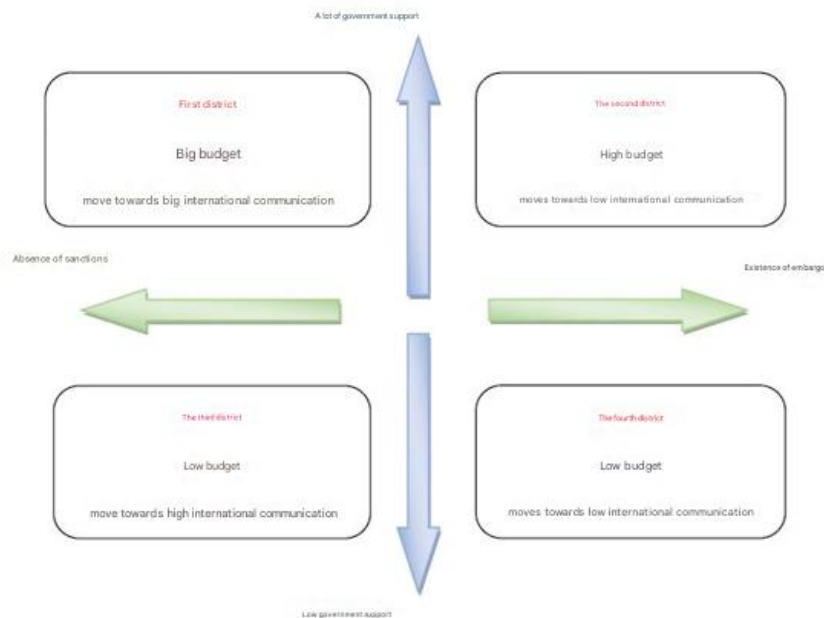 A lot of government support
First district
Big budget
move towards big international communication
The second district
High budget
moves towards low international communication
Absence of sanctions
Existence of embargo
The third district
Low budget
move towards high international communication
The fourth district
Low budget
moves towards low international communication
Low government support